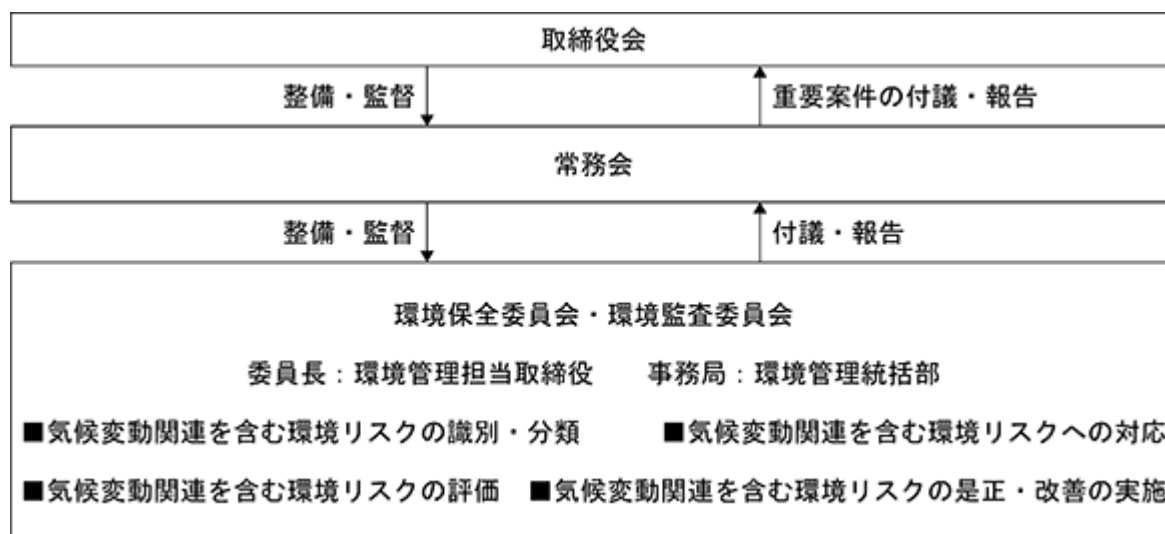 取締役会
整備・監督
重要案件の付議・報告
常務会
整備・監督
付議・報告
環境保全委員会・環境監査委員会
委員長：環境管理担当取締役　事務局：環境管理統括部
■気候変動関連を含む環境リスクの識別・分類　■気候変動関連を含む環境リスクへの対応
■気候変動関連を含む環境リスクの評価　■気候変動関連を含む環境リスクの是正・改善の実施